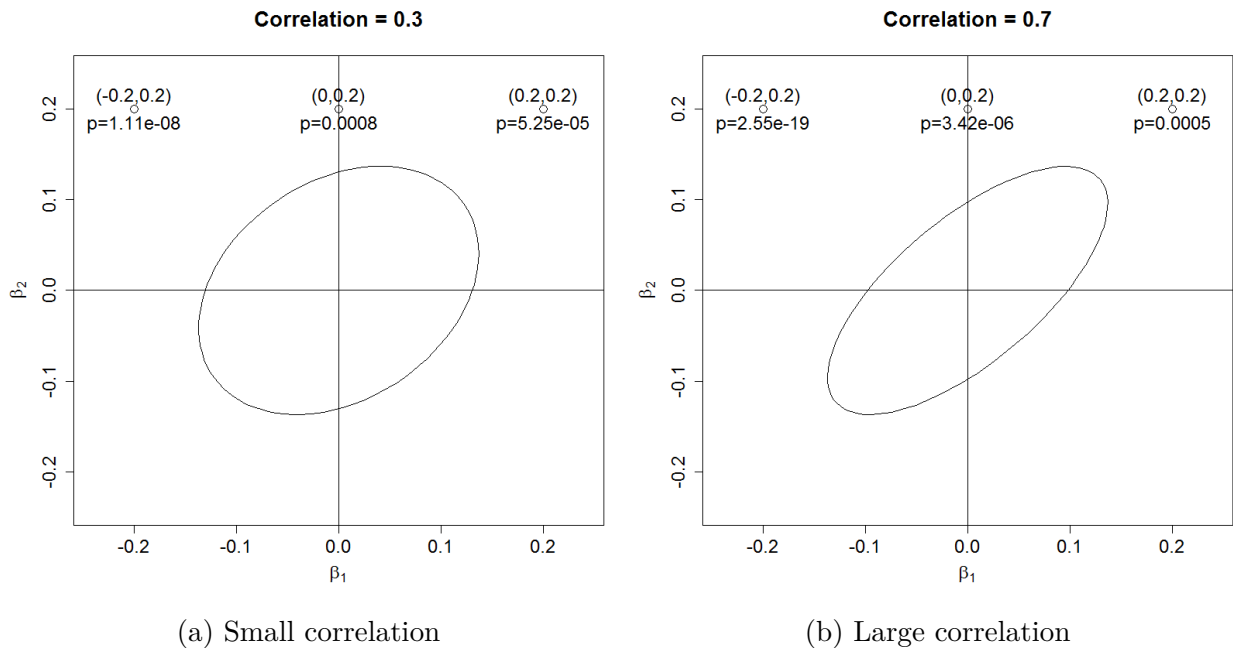 Correlation = 0.3
(-0.2,0.2) (0,0.2) (0.2,0.2)
p=1.11e-08 p=0.0008 p=5.25e-05
0.2
0.1
0.0
-0.1
-0.2
β2
-0.2 -0.1 0.0 0.1 0.2
β1
(a) Small correlation
Correlation = 0.7
(-0.2,0.2) (0,0.2) (0.2,0.2)
p=2.55e-19 p=3.42e-06 p=0.0005
0.2
0.1
0.0
-0.1
-0.2
β2
-0.2 -0.1 0.0 0.1 0.2
β1
(b) Large correlation